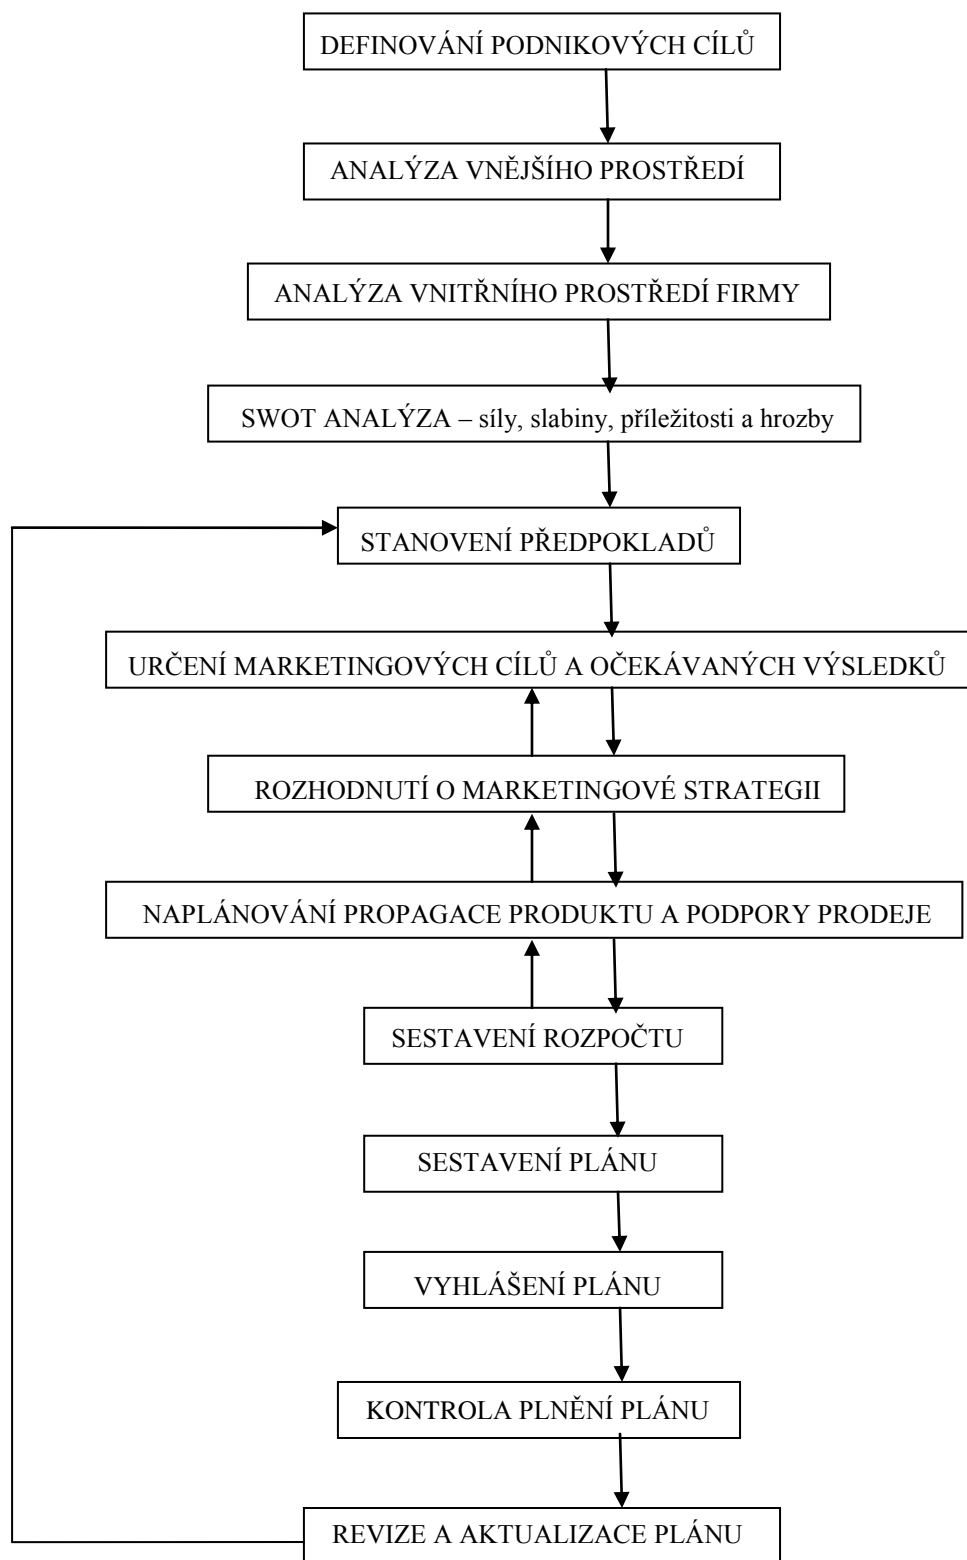 DEFINOVÁNÍ PODNIKOVÝCH CÍLŮ
ANALÝZA VNĚJŠÍHO PROSTŘEDÍ
ANALÝZA VNITŘNÍHO PROSTŘEDÍ FIRMY
SWOT ANALÝZA – síly, slabiny, příležitosti a hrozby
STANOVENÍ PŘEDPOKLADŮ
URČENÍ MARKETINGOVÝCH CÍLŮ A OČEKÁVANÝCH VÝSLEDKŮ
ROZHODNUTÍ O MARKETINGOVÉ STRATEGII
NAPLÁNOVÁNÍ PROPAGACE PRODUKTU A PODPORY PRODEJE
SESTAVENÍ ROZPOČTU
SESTAVENÍ PLÁNU
VYHLÁŠENÍ PLÁNU
KONTROLA PLNĚNÍ PLÁNU
REVIZE A AKTUALIZACE PLÁNU